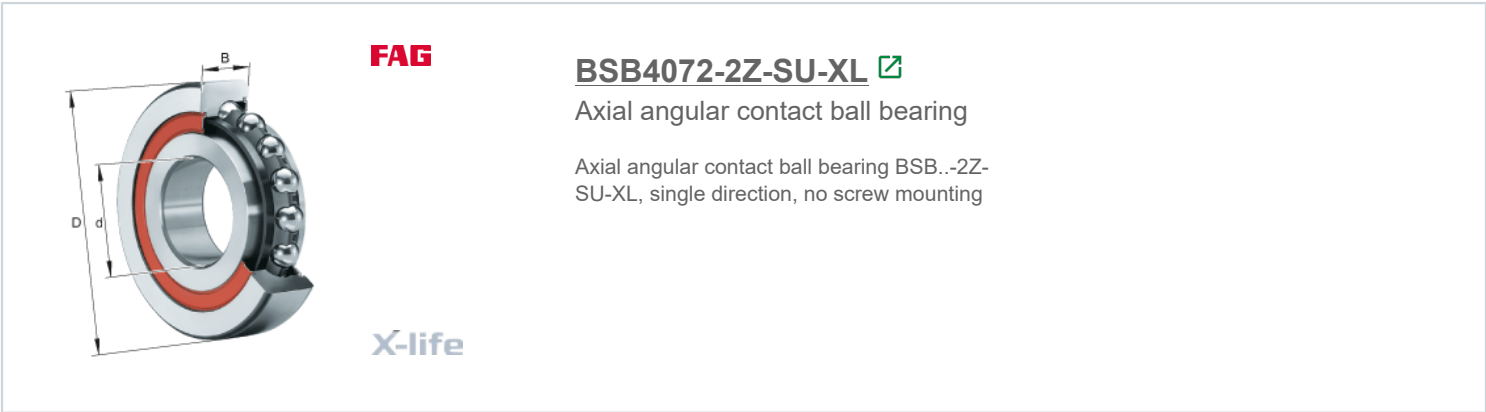 B
D
d
FAG
X-life
BSB4072-2Z-SU-XL
Axial angular contact ball bearing
Axial angular contact ball bearing BSB..-2Z-
SU-XL, single direction, no screw mounting